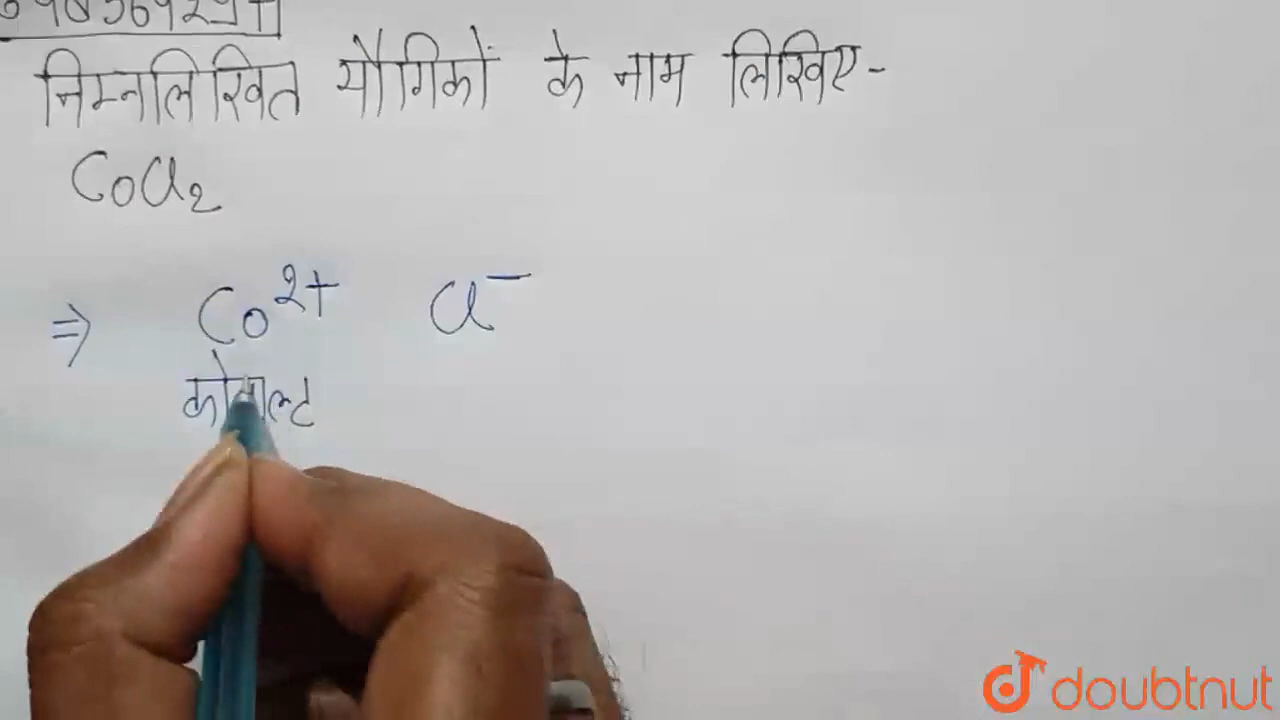 निम्नलिखित यौगिकों के नाम लिखिए-
CoCl₂
⇒ Co²⁺ Cl⁻
कोबाल्ट
doubtnut